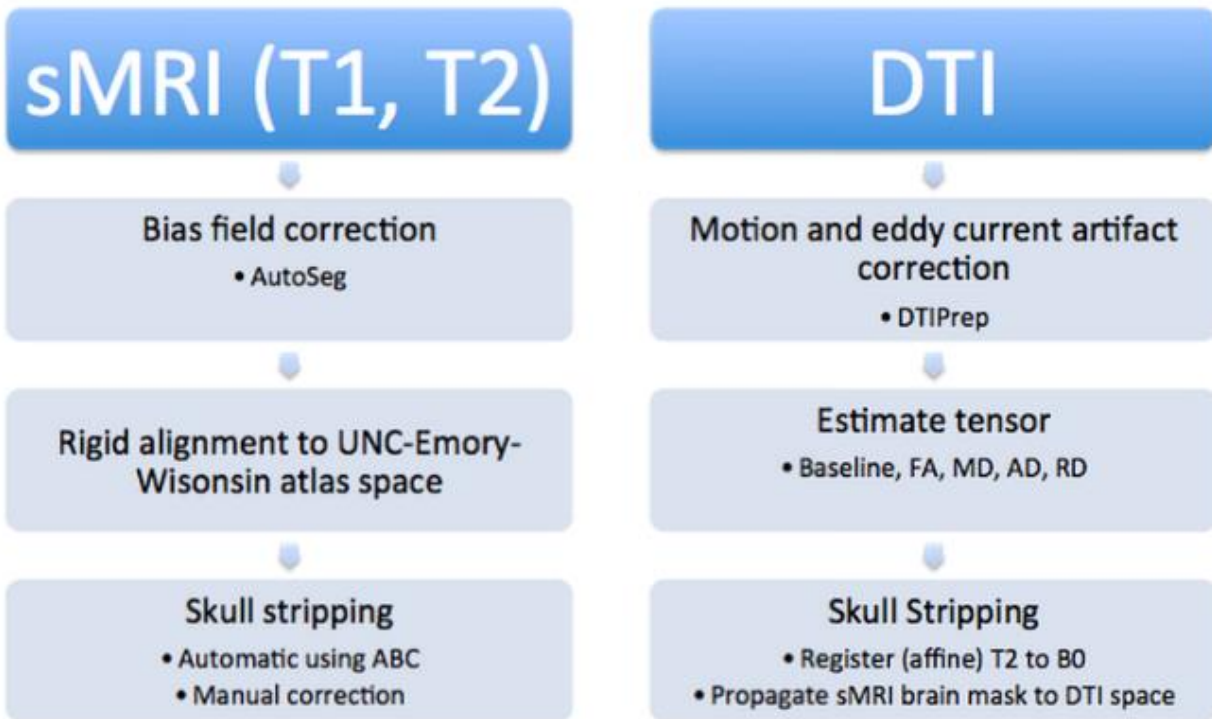 sMRI (T1, T2)
Bias field correction
• AutoSeg
Rigid alignment to UNC-Emory-
Wisonsin atlas space
Skull stripping
• Automatic using ABC
• Manual correction
DTI
Motion and eddy current artifact
correction
• DTIPrep
Estimate tensor
• Baseline, FA, MD, AD, RD
Skull Stripping
• Register (affine) T2 to B0
• Propagate sMRI brain mask to DTI space